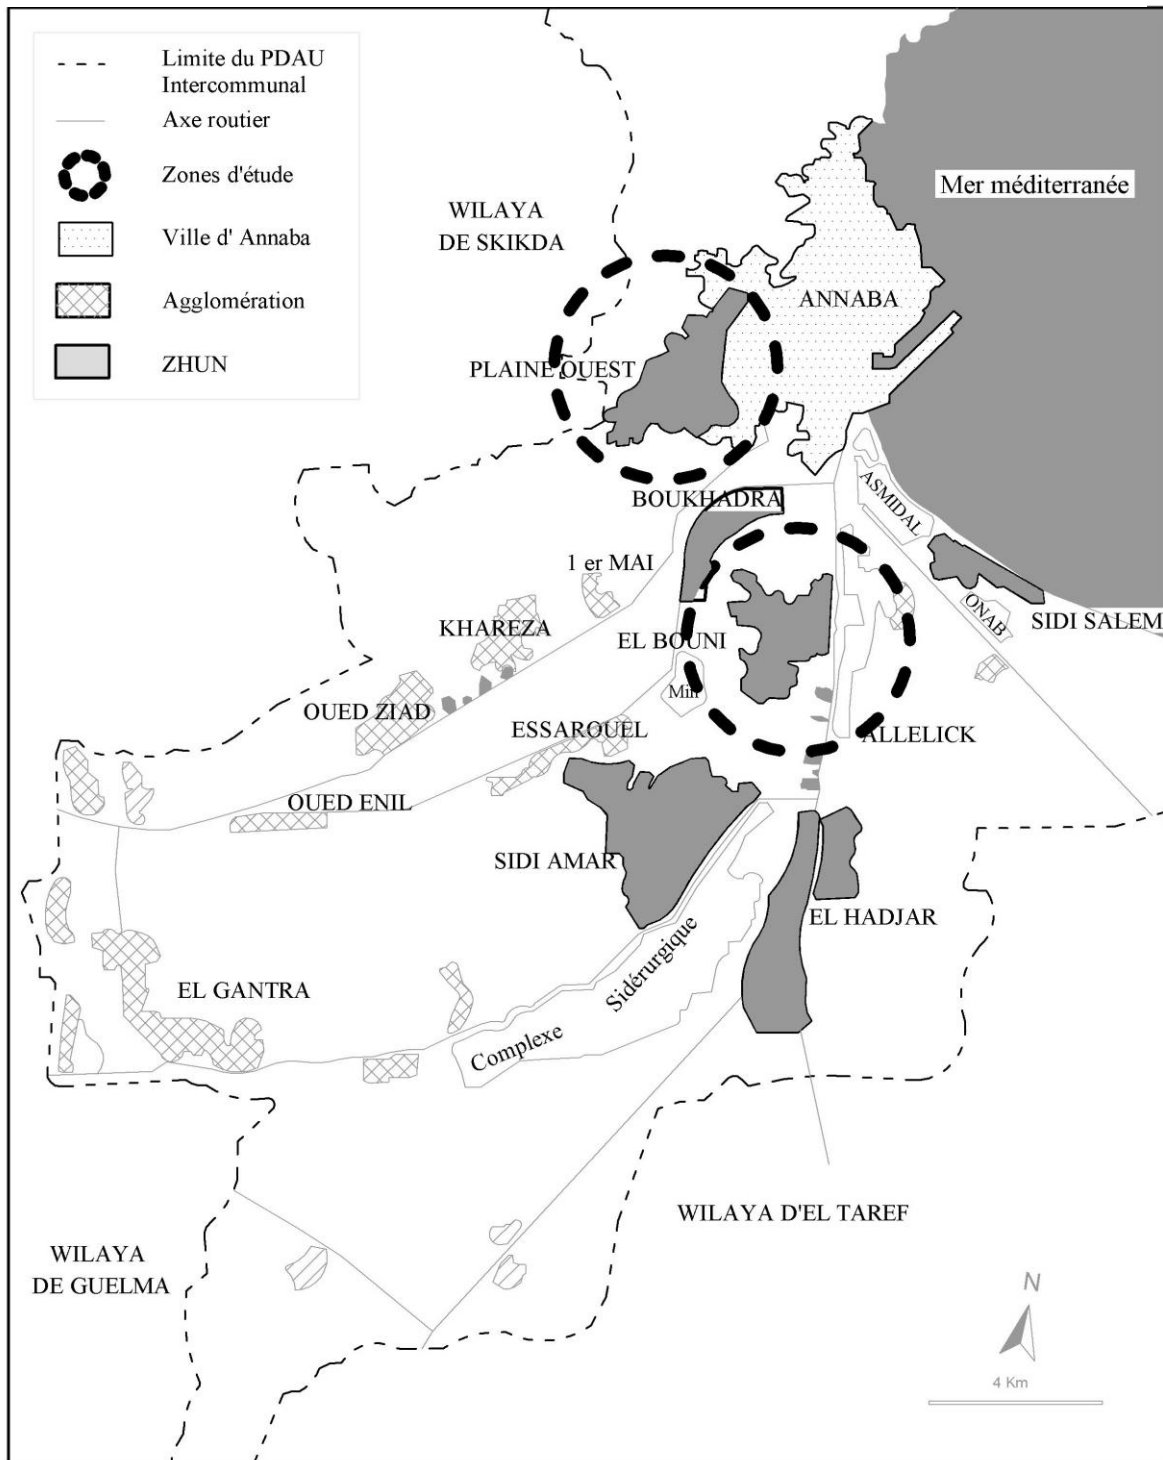 Limite du PDAU
Intercommunal
Axe routier
Zones d'étude
Ville d' Annaba
Agglomération
ZHUN
Mer méditerranée
WILAYA
DE SKIKDA
ANNABA
PLAINE OUEST
BOUKHADRA
ASMIDAL
1 er MAI
ONAB
KHAREZA
EL BOUNI
SIDI SALEM
Min
OUED ZIAD
ESSAROUEL
ALLELICK
OUED ENIL
SIDI AMAR
EL HADJAR
EL GANTRA
Complexe Sidérurgique
WILAYA D'EL TAREF
WILAYA
DE GUELMA
N
4 Km